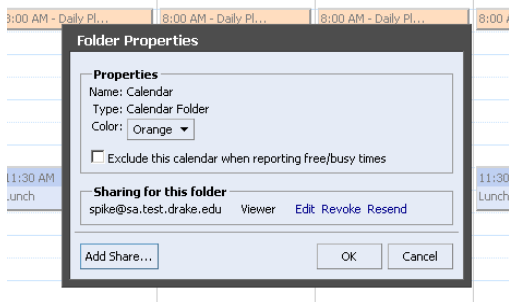 8:00 AM - Daily Pl... 8:00 AM - Daily Pl... 8:00 AM - Daily Pl... 8:00
Folder Properties
Properties
Name: Calendar
Type: Calendar Folder
Color: Orange
Exclude this calendar when reporting free/busy times
11:30 AM 11:30
Lunch Lunch
Sharing for this folder
spike@sa.test.drake.edu Viewer Edit Revoke Resend
Add Share... OK Cancel